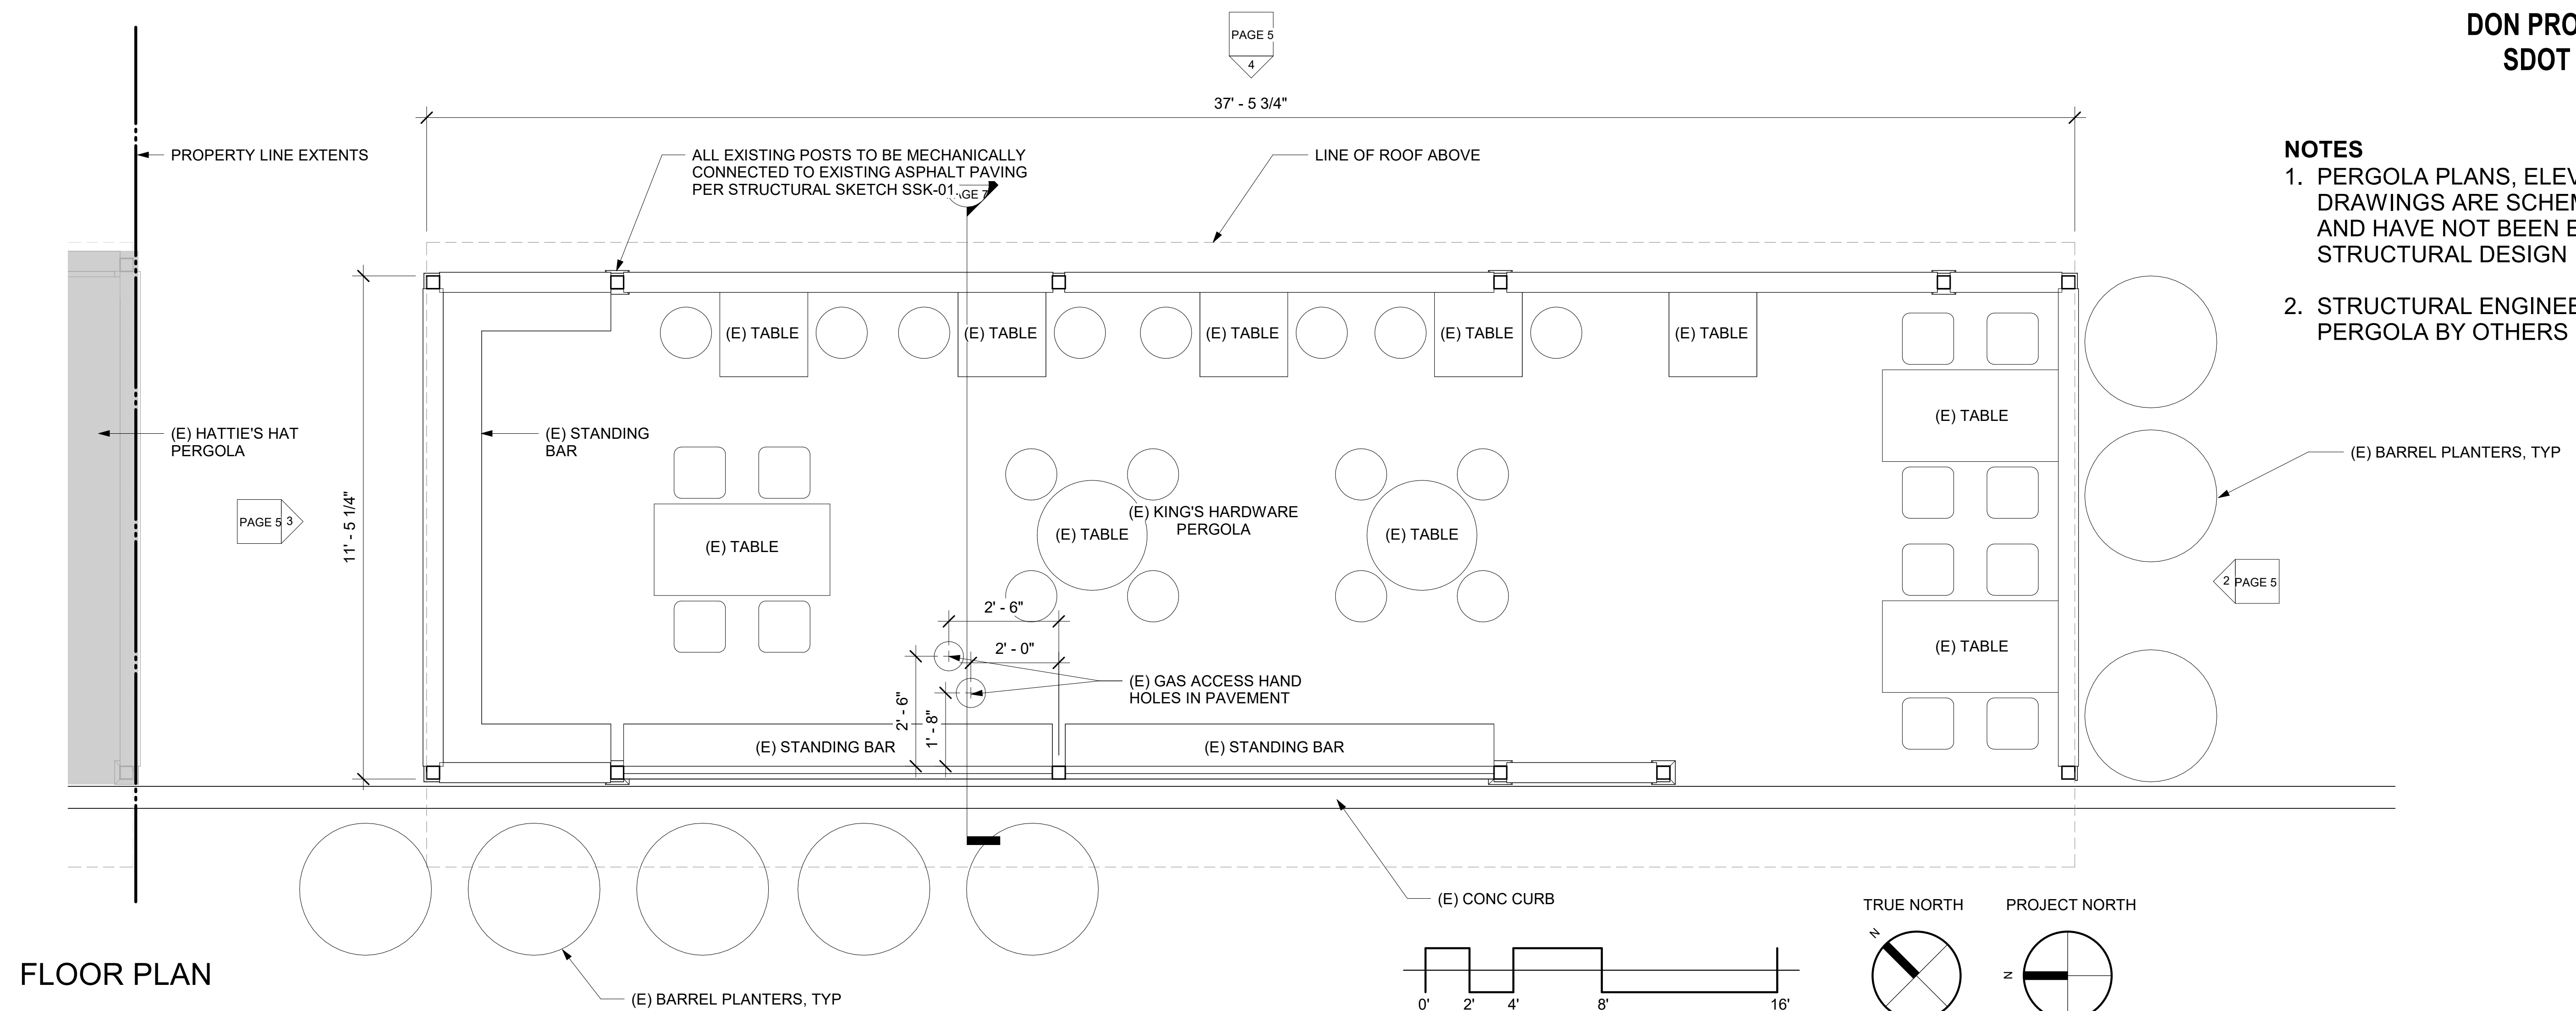 DON PRO
SDOT
PAGE 5
4
37' - 5 3/4"
NOTES
1. PERGOLA PLANS, ELEV
DRAWINGS ARE SCHEM
AND HAVE NOT BEEN E
STRUCTURAL DESIGN
2. STRUCTURAL ENGINEE
PERGOLA BY OTHERS
PROPERTY LINE EXTENTS
ALL EXISTING POSTS TO BE MECHANICALLY
CONNECTED TO EXISTING ASPHALT PAVING
PER STRUCTURAL SKETCH SSK-01.
AGE 7
LINE OF ROOF ABOVE
(E) TABLE
(E) TABLE
(E) TABLE
(E) TABLE
(E) TABLE
(E) TABLE
(E) HATTIE'S HAT
PERGOLA
(E) STANDING
BAR
(E) BARREL PLANTERS, TYP
PAGE 5
3
11' - 5 1/4"
(E) TABLE
(E) TABLE
(E) KING'S HARDWARE
PERGOLA
(E) TABLE
2
PAGE 5
2' - 6"
2' - 0"
(E) TABLE
(E) GAS ACCESS HAND
HOLES IN PAVEMENT
2' - 6"
1' - 8"
(E) STANDING BAR
(E) STANDING BAR
(E) CONC CURB
TRUE NORTH
PROJECT NORTH
N
N
FLOOR PLAN
(E) BARREL PLANTERS, TYP
0'
2'
4'
8'
16'